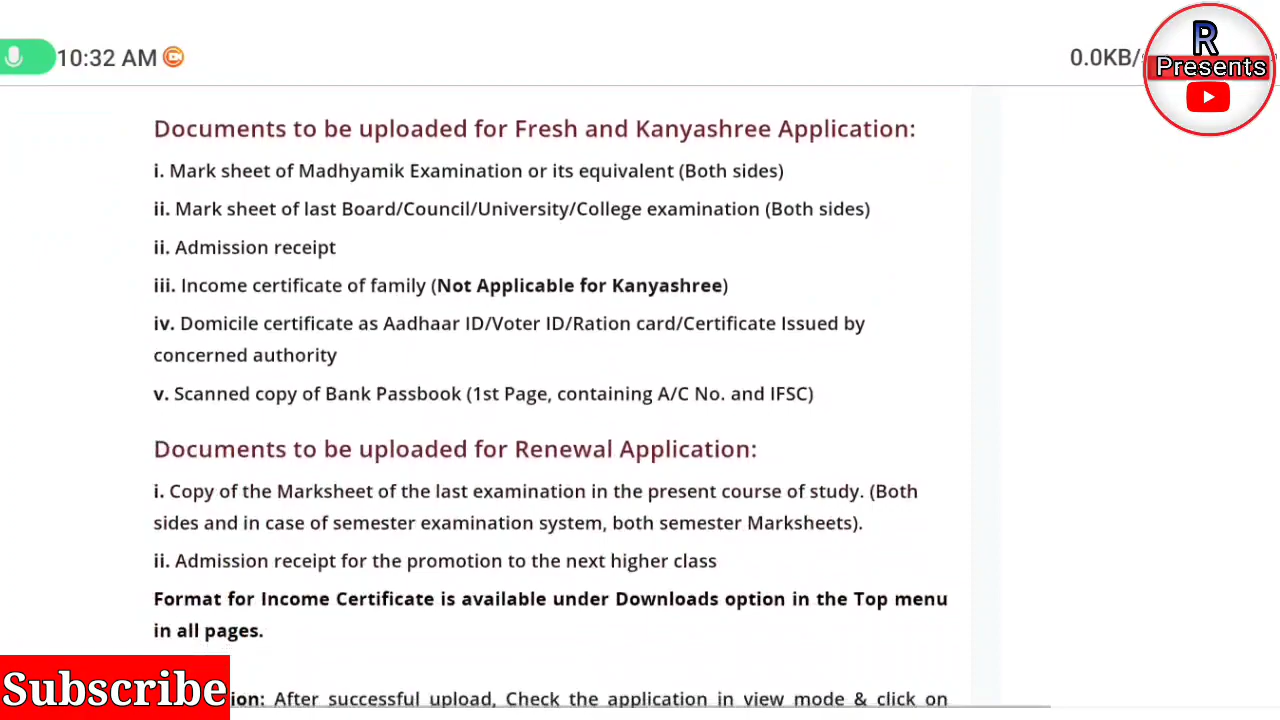 10:32 AM
0.0KB/
R
Presents
Documents to be uploaded for Fresh and Kanyashree Application:
i. Mark sheet of Madhyamik Examination or its equivalent (Both sides)
ii. Mark sheet of last Board/Council/University/College examination (Both sides)
ii. Admission receipt
iii. Income certificate of family (Not Applicable for Kanyashree)
iv. Domicile certificate as Aadhaar ID/Voter ID/Ration card/Certificate Issued by
concerned authority
v. Scanned copy of Bank Passbook (1st Page, containing A/C No. and IFSC)
Documents to be uploaded for Renewal Application:
i. Copy of the Marksheet of the last examination in the present course of study. (Both
sides and in case of semester examination system, both semester Marksheets).
ii. Admission receipt for the promotion to the next higher class
Format for Income Certificate is available under Downloads option in the Top menu
in all pages.
Subscribe
ion: After successful upload, Check the application in view mode & click on